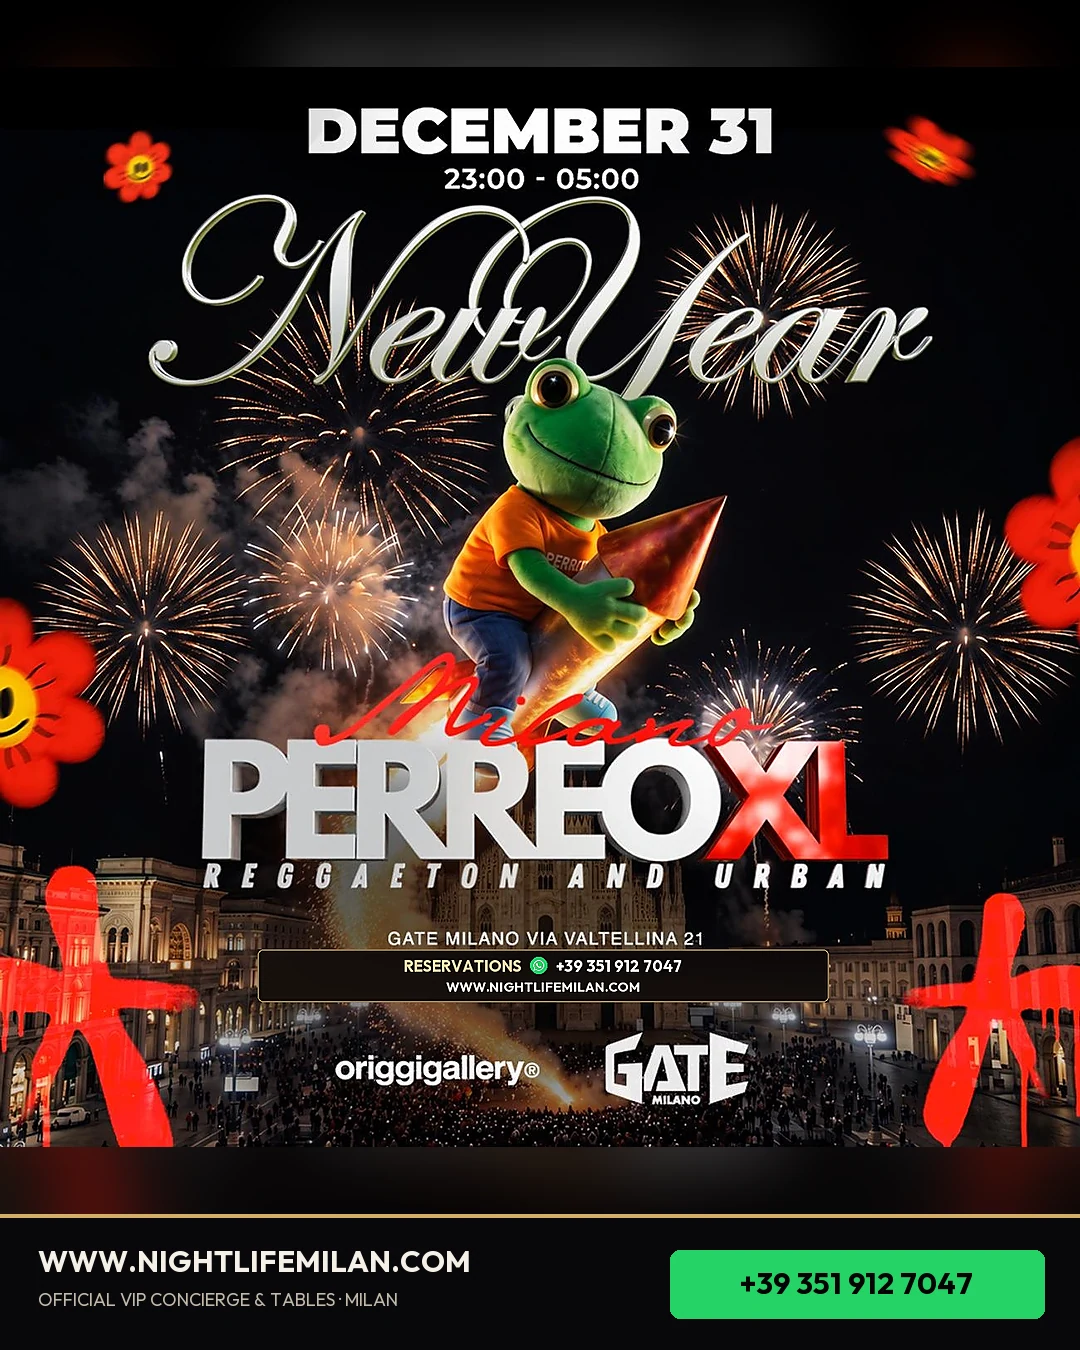 DECEMBER 31
23:00 - 05:00
New Year
Milano
PERREOXL
REGGAETON AND URBAN
GATE MILANO VIA VALTELLINA 21
RESERVATIONS +39 351 912 7047
WWW.NIGHTLIFEMILAN.COM
origgigallery®
GATE
MILANO
WWW.NIGHTLIFEMILAN.COM
OFFICIAL VIP CONCIERGE & TABLES · MILAN
+39 351 912 7047